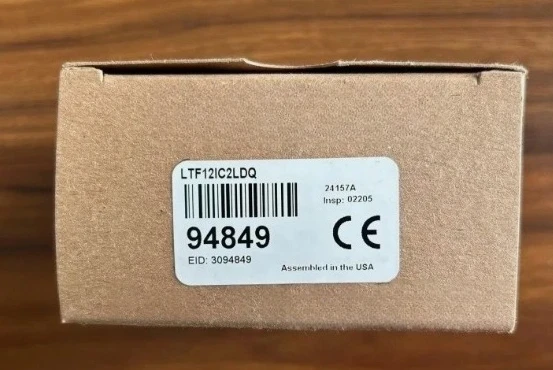 LTF12IC2LDQ
24157A
Insp: 02205
94849
CE
EID: 3094849
Assembled in the USA